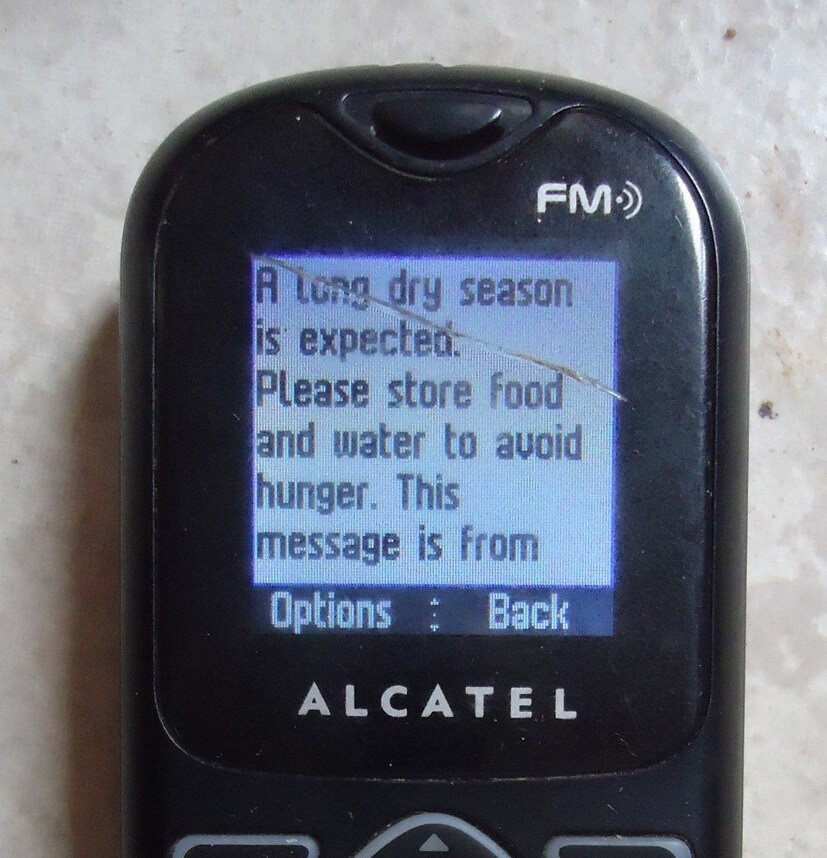 FM
A long dry season
is expected.
Please store food
and water to avoid
hunger. This
message is from
Options Back
ALCATEL